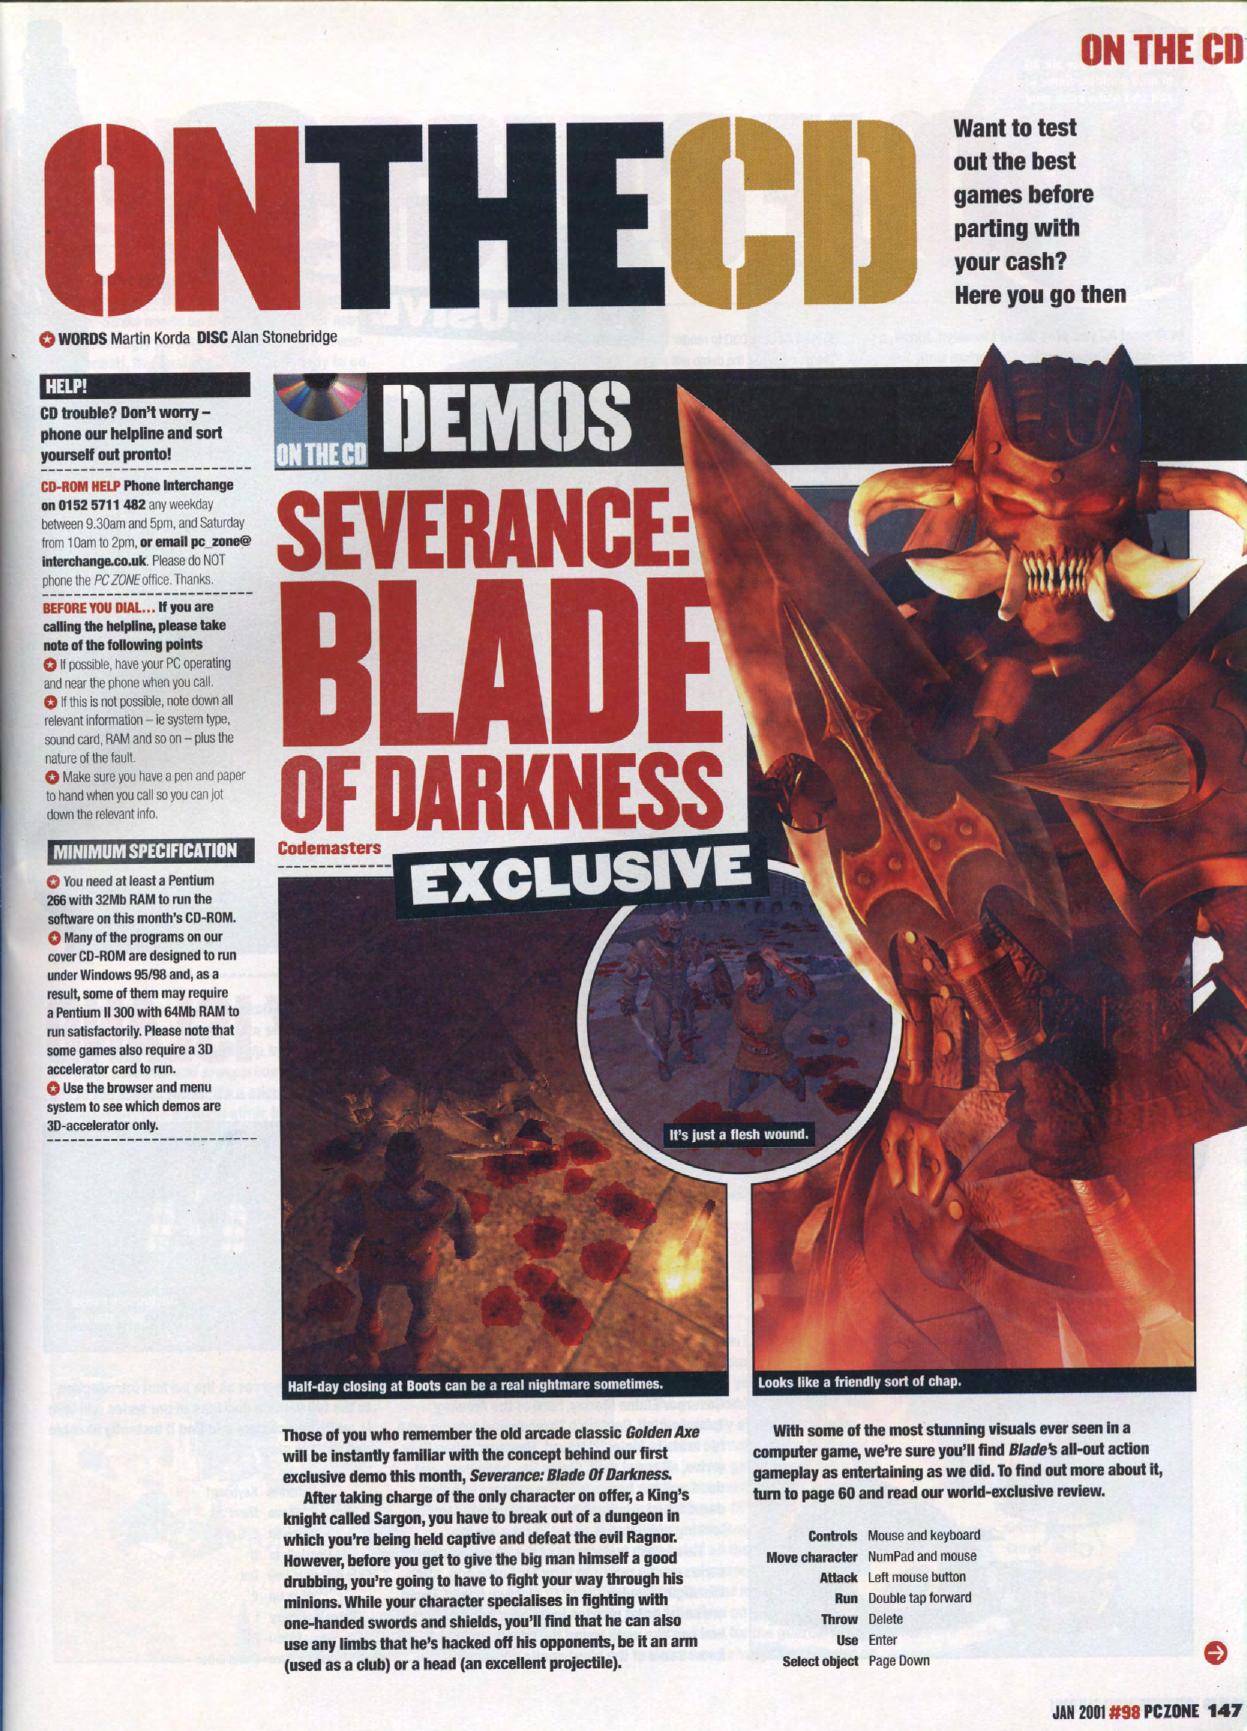 ON THE CD
ONTHECD
Want to test
out the best
games before
parting with
your cash?
Here you go then
WORDS Martin Korda DISC Alan Stonebridge
HELP!
CD trouble? Don't worry –
phone our helpline and sort
yourself out pronto!
CD-ROM HELP Phone Interchange
on 0152 5711 482 any weekday
between 9.30am and 5pm, and Saturday
from 10am to 2pm, or email pc_zone@
interchange.co.uk. Please do NOT
phone the PC ZONE office. Thanks.
BEFORE YOU DIAL... If you are
calling the helpline, please take
note of the following points
If possible, have your PC operating
and near the phone when you call.
If this is not possible, note down all
relevant information – ie system type,
sound card, RAM and so on – plus the
nature of the fault.
Make sure you have a pen and paper
to hand when you call so you can jot
down the relevant info.
MINIMUM SPECIFICATION
You need at least a Pentium
266 with 32Mb RAM to run the
software on this month's CD-ROM.
Many of the programs on our
cover CD-ROM are designed to run
under Windows 95/98 and, as a
result, some of them may require
a Pentium II 300 with 64Mb RAM to
run satisfactorily. Please note that
some games also require a 3D
accelerator card to run.
Use the browser and menu
system to see which demos are
3D-accelerator only.
ON THE CD
DEMOS
SEVERANCE:
BLADE
OF DARKNESS
Codemasters
EXCLUSIVE
It's just a flesh wound.
Half-day closing at Boots can be a real nightmare sometimes.
Looks like a friendly sort of chap.
Those of you who remember the old arcade classic Golden Axe
will be instantly familiar with the concept behind our first
exclusive demo this month, Severance: Blade Of Darkness.
After taking charge of the only character on offer, a King's
knight called Sargon, you have to break out of a dungeon in
which you're being held captive and defeat the evil Ragnor.
However, before you get to give the big man himself a good
drubbing, you're going to have to fight your way through his
minions. While your character specialises in fighting with
one-handed swords and shields, you'll find that he can also
use any limbs that he's hacked off his opponents, be it an arm
(used as a club) or a head (an excellent projectile).
With some of the most stunning visuals ever seen in a
computer game, we're sure you'll find Blade's all-out action
gameplay as entertaining as we did. To find out more about it,
turn to page 60 and read our world-exclusive review.
Controls Mouse and keyboard
Move character NumPad and mouse
Attack Left mouse button
Run Double tap forward
Throw Delete
Use Enter
Select object Page Down
JAN 2001 #98 PCZONE 147